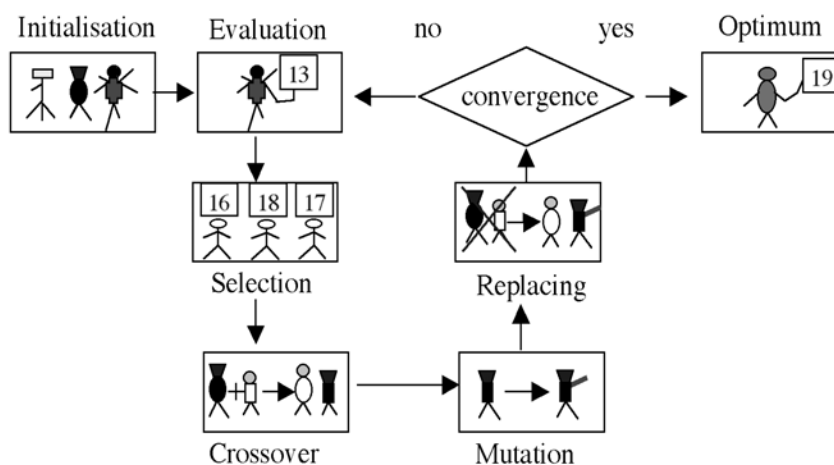 Initialisation
Evaluation
no
yes
Optimum
13
convergence
19
16
18
17
Selection
Replacing
Crossover
Mutation